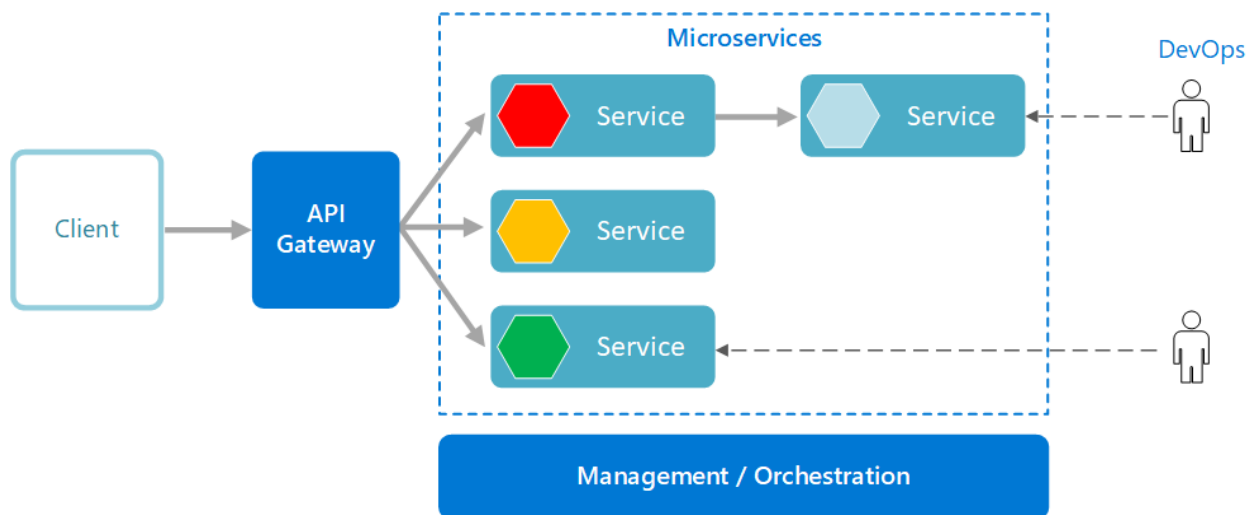 Microservices
DevOps
Service
Service
Client
API
Gateway
Service
Service
Management / Orchestration